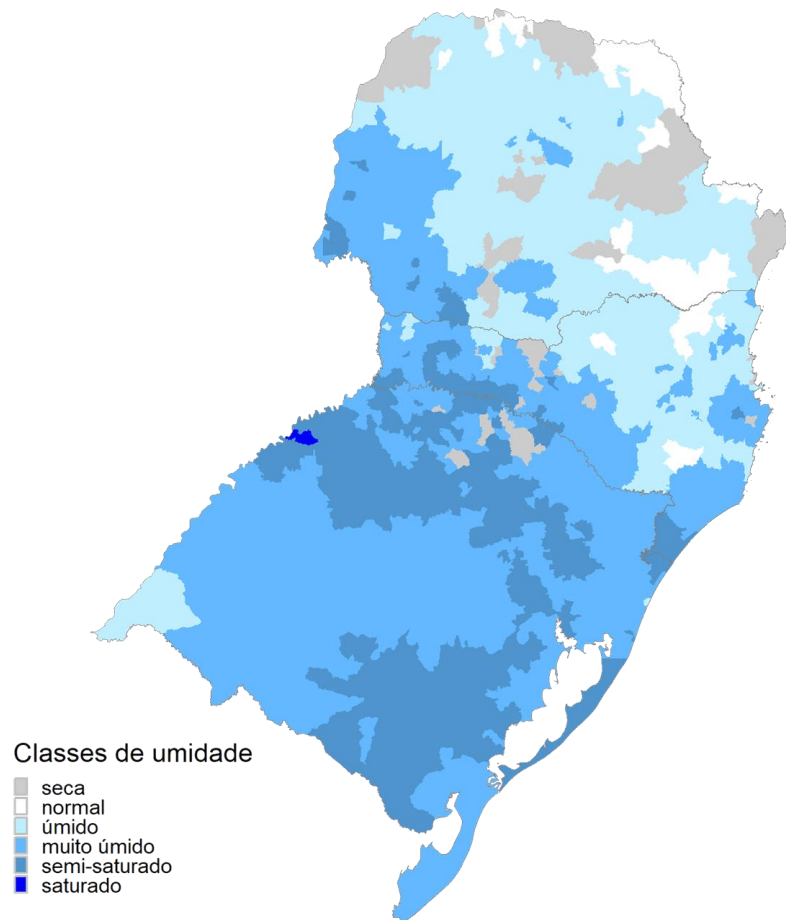 Classes de umidade
seca
normal
úmido
muito úmido
semi-saturado
saturado